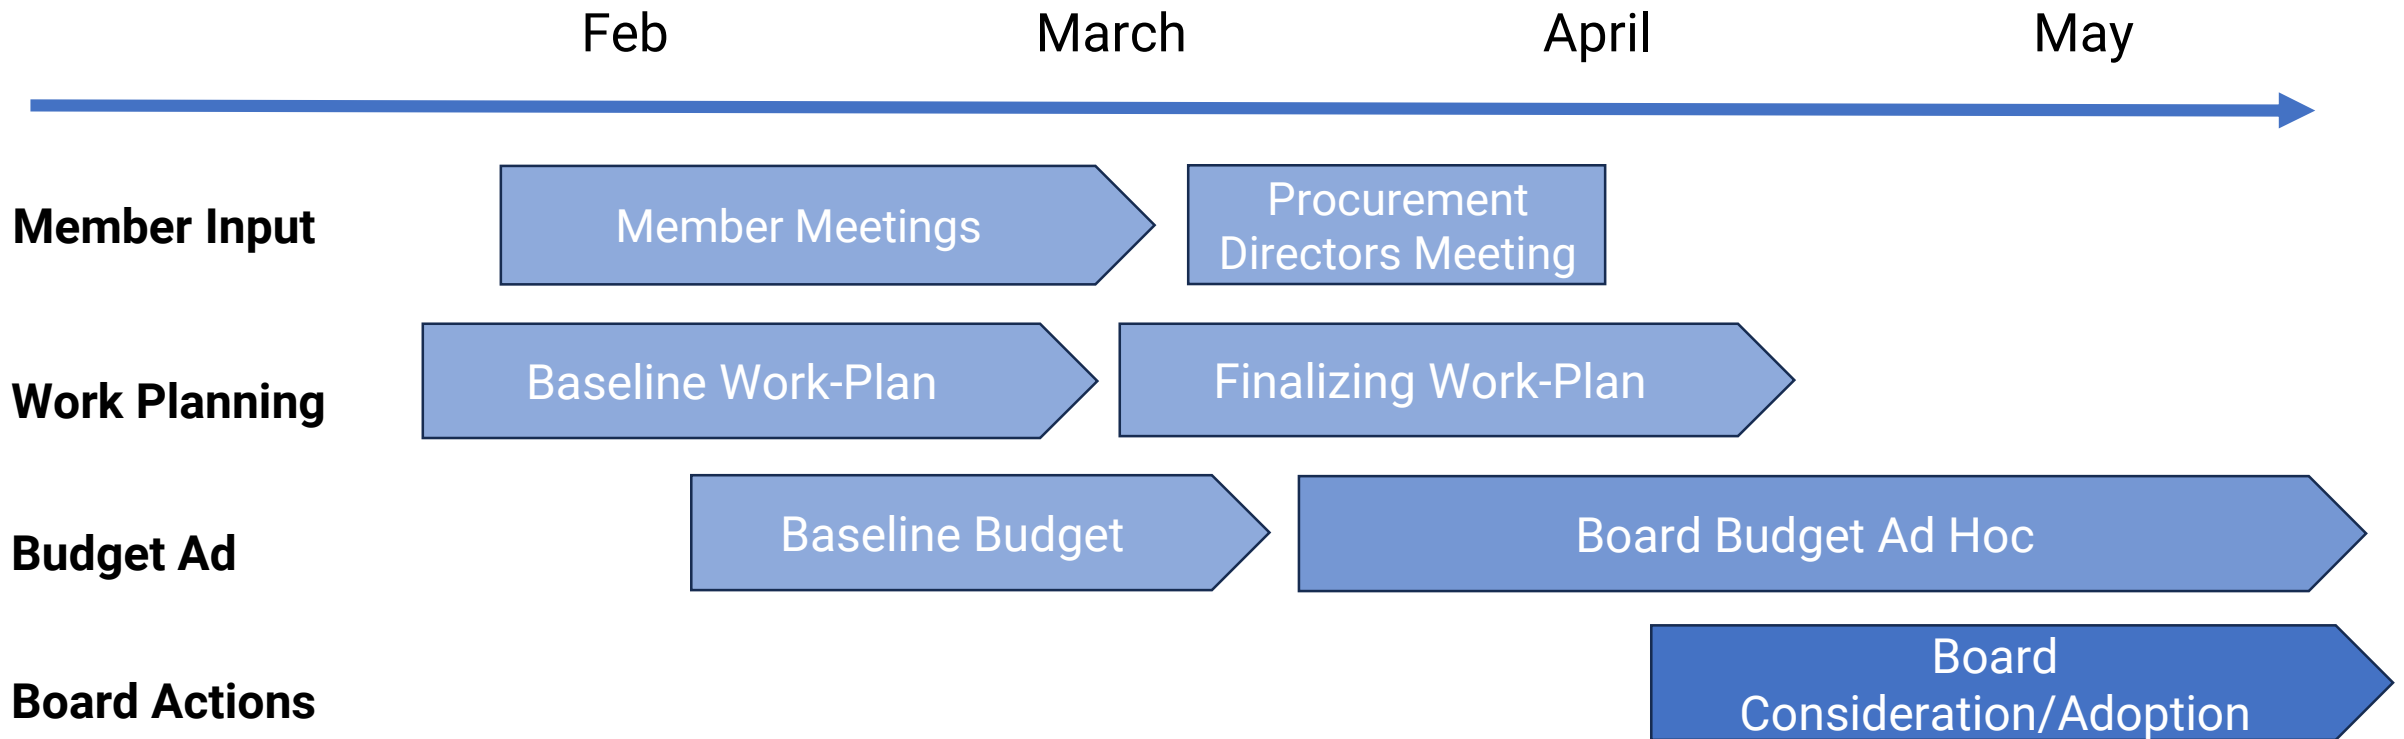 Feb March April May
Member Input
Member Meetings
Procurement
Directors Meeting
Work Planning
Baseline Work-Plan
Finalizing Work-Plan
Budget Ad
Baseline Budget
Board Budget Ad Hoc
Board Actions
Board
Consideration/Adoption